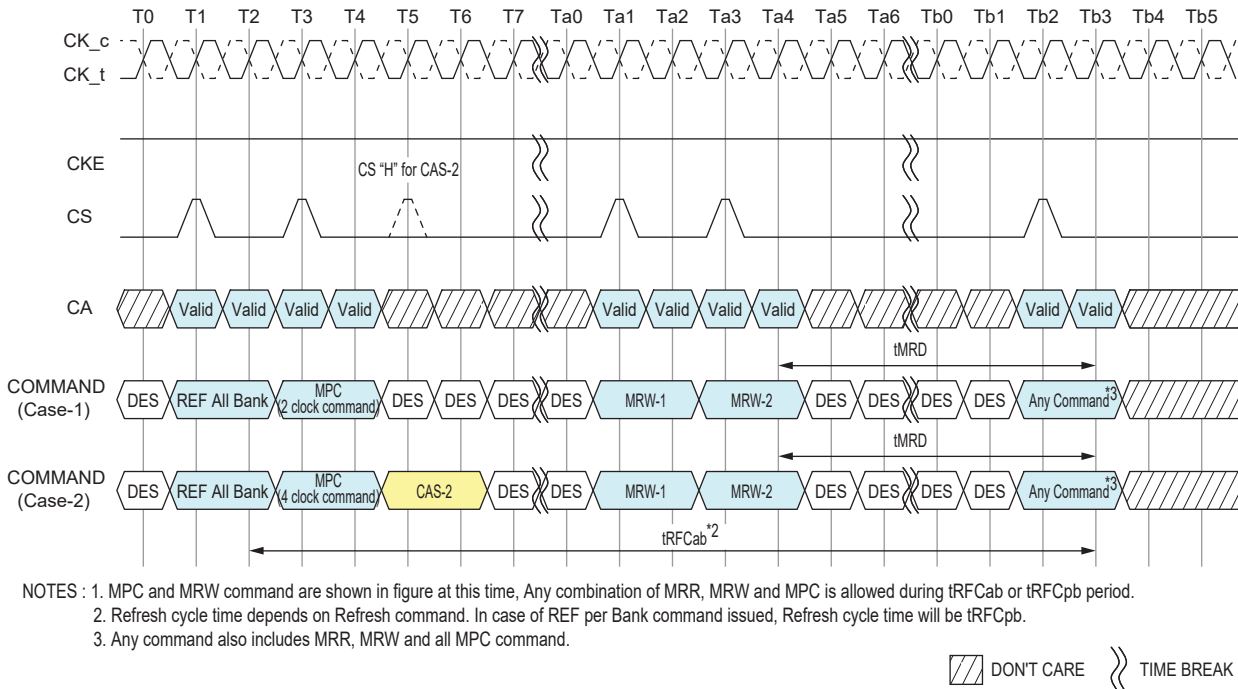 T0 T1 T2 T3 T4 T5 T6 T7 Ta0 Ta1 Ta2 Ta3 Ta4 Ta5 Ta6 Tb0 Tb1 Tb2 Tb3 Tb4 Tb5
CK_c
CK_t
CKE
CS "H" for CAS-2
CS
CA Valid Valid Valid Valid Valid Valid Valid Valid Valid Valid
tMRD
COMMAND
(Case-1)
DES REF All Bank MPC
(2 clock command)
DES DES DES DES MRW-1 MRW-2 DES DES DES DES Any Command*3
tMRD
COMMAND
(Case-2)
DES REF All Bank MPC
(4 clock command)
CAS-2 DES DES MRW-1 MRW-2 DES DES DES DES Any Command*3
tRFCab*2
NOTES : 1. MPC and MRW command are shown in figure at this time, Any combination of MRR, MRW and MPC is allowed during tRFCab or tRFCpb period.
2. Refresh cycle time depends on Refresh command. In case of REF per Bank command issued, Refresh cycle time will be tRFCpb.
3. Any command also includes MRR, MRW and all MPC command.
DON'T CARE TIME BREAK